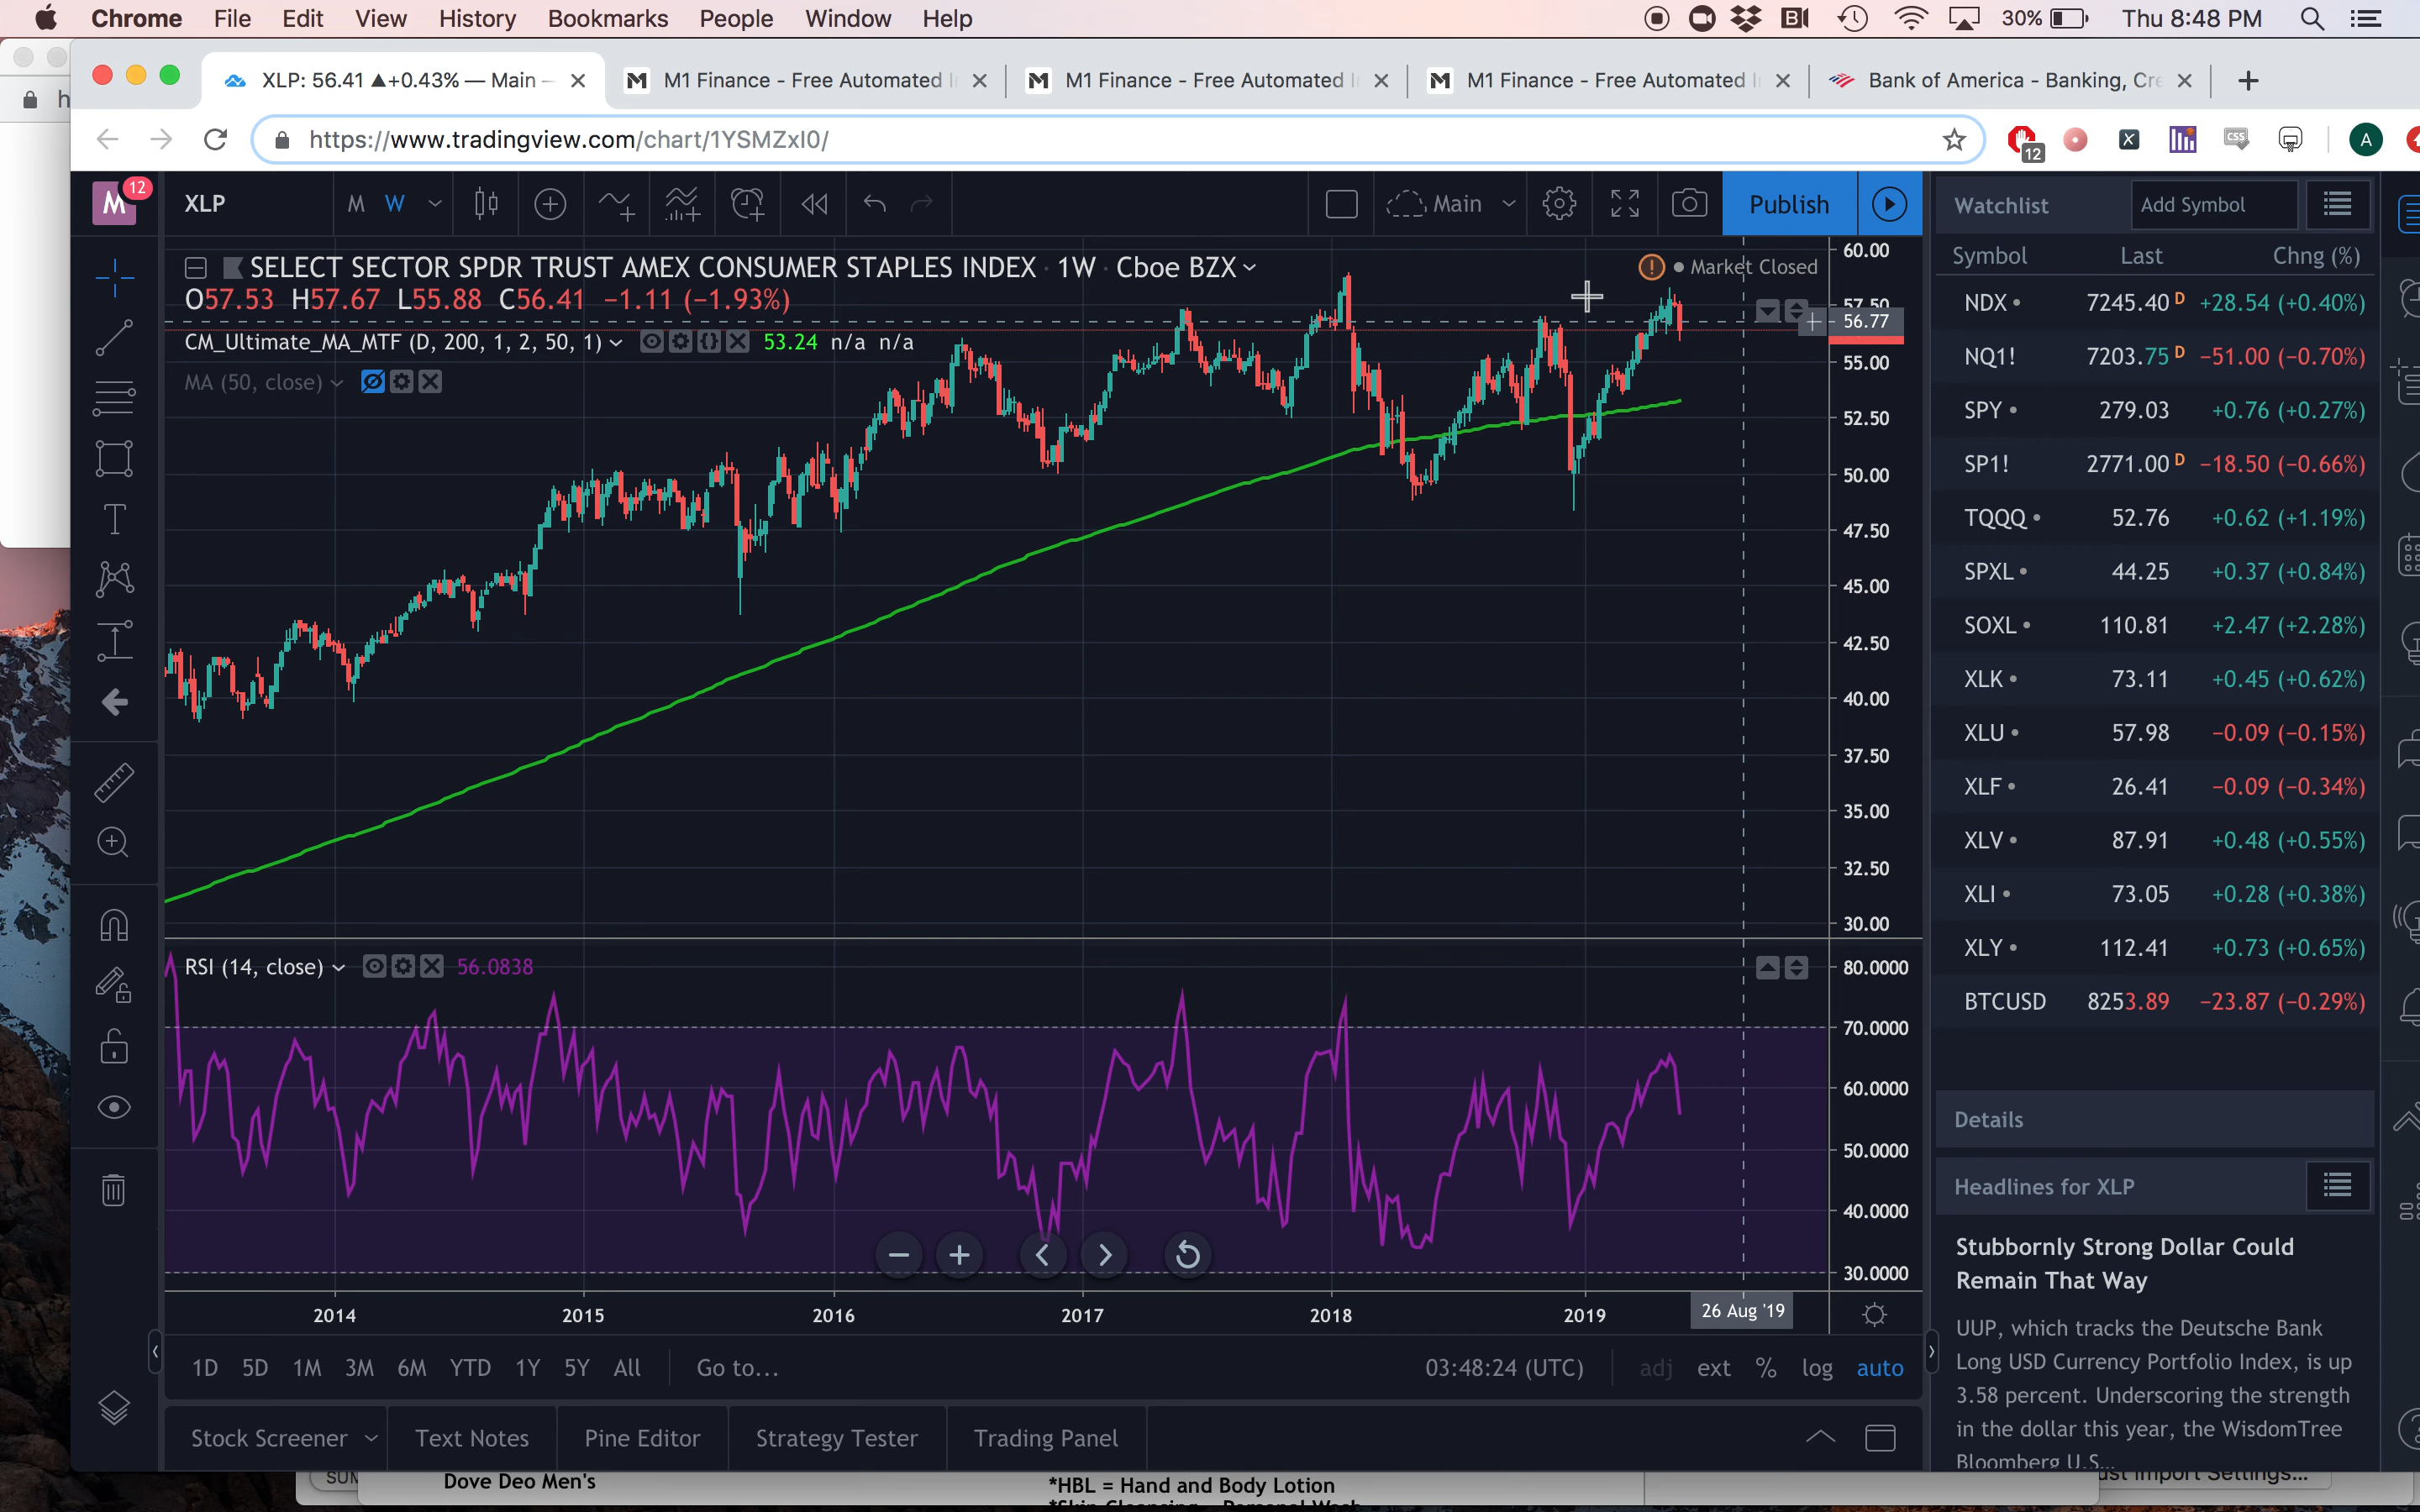 Chrome File Edit View History Bookmarks People Window Help 30% Thu 8:48 PM
XLP: 56.41 ▲+0.43% — Main — M1 Finance - Free Automated I M1 Finance - Free Automated I M1 Finance - Free Automated I Bank of America - Banking, Cre
https://www.tradingview.com/chart/1YSMZxI0/
12
CSS
A
M 12 XLP M W Main Publish
Watchlist Add Symbol
SELECT SECTOR SPDR TRUST AMEX CONSUMER STAPLES INDEX · 1W · Cboe BZX
Market Closed
O57.53 H57.67 L55.88 C56.41 −1.11 (−1.93%)
CM_Ultimate_MA_MTF (D, 200, 1, 2, 50, 1) 53.24 n/a n/a
MA (50, close)
60.00
57.50
56.77
55.00
52.50
50.00
47.50
45.00
42.50
40.00
37.50
35.00
32.50
30.00
RSI (14, close) 56.0838
80.0000
70.0000
60.0000
50.0000
40.0000
30.0000
2014 2015 2016 2017 2018 2019 26 Aug '19
1D 5D 1M 3M 6M YTD 1Y 5Y All Go to... 03:48:24 (UTC) adj ext % log auto
Stock Screener Text Notes Pine Editor Strategy Tester Trading Panel
Symbol Last Chng (%)
NDX 7245.40 D +28.54 (+0.40%)
NQ1! 7203.75 D −51.00 (−0.70%)
SPY 279.03 +0.76 (+0.27%)
SP1! 2771.00 D −18.50 (−0.66%)
TQQQ 52.76 +0.62 (+1.19%)
SPXL 44.25 +0.37 (+0.84%)
SOXL 110.81 +2.47 (+2.28%)
XLK 73.11 +0.45 (+0.62%)
XLU 57.98 −0.09 (−0.15%)
XLF 26.41 −0.09 (−0.34%)
XLV 87.91 +0.48 (+0.55%)
XLI 73.05 +0.28 (+0.38%)
XLY 112.41 +0.73 (+0.65%)
BTCUSD 8253.89 −23.87 (−0.29%)
Details
Headlines for XLP
Stubbornly Strong Dollar Could
Remain That Way
UUP, which tracks the Deutsche Bank
Long USD Currency Portfolio Index, is up
3.58 percent. Underscoring the strength
in the dollar this year, the WisdomTree
Bloomberg U.S...
Dove Deo Men's
*HBL = Hand and Body Lotion
Import Settings...